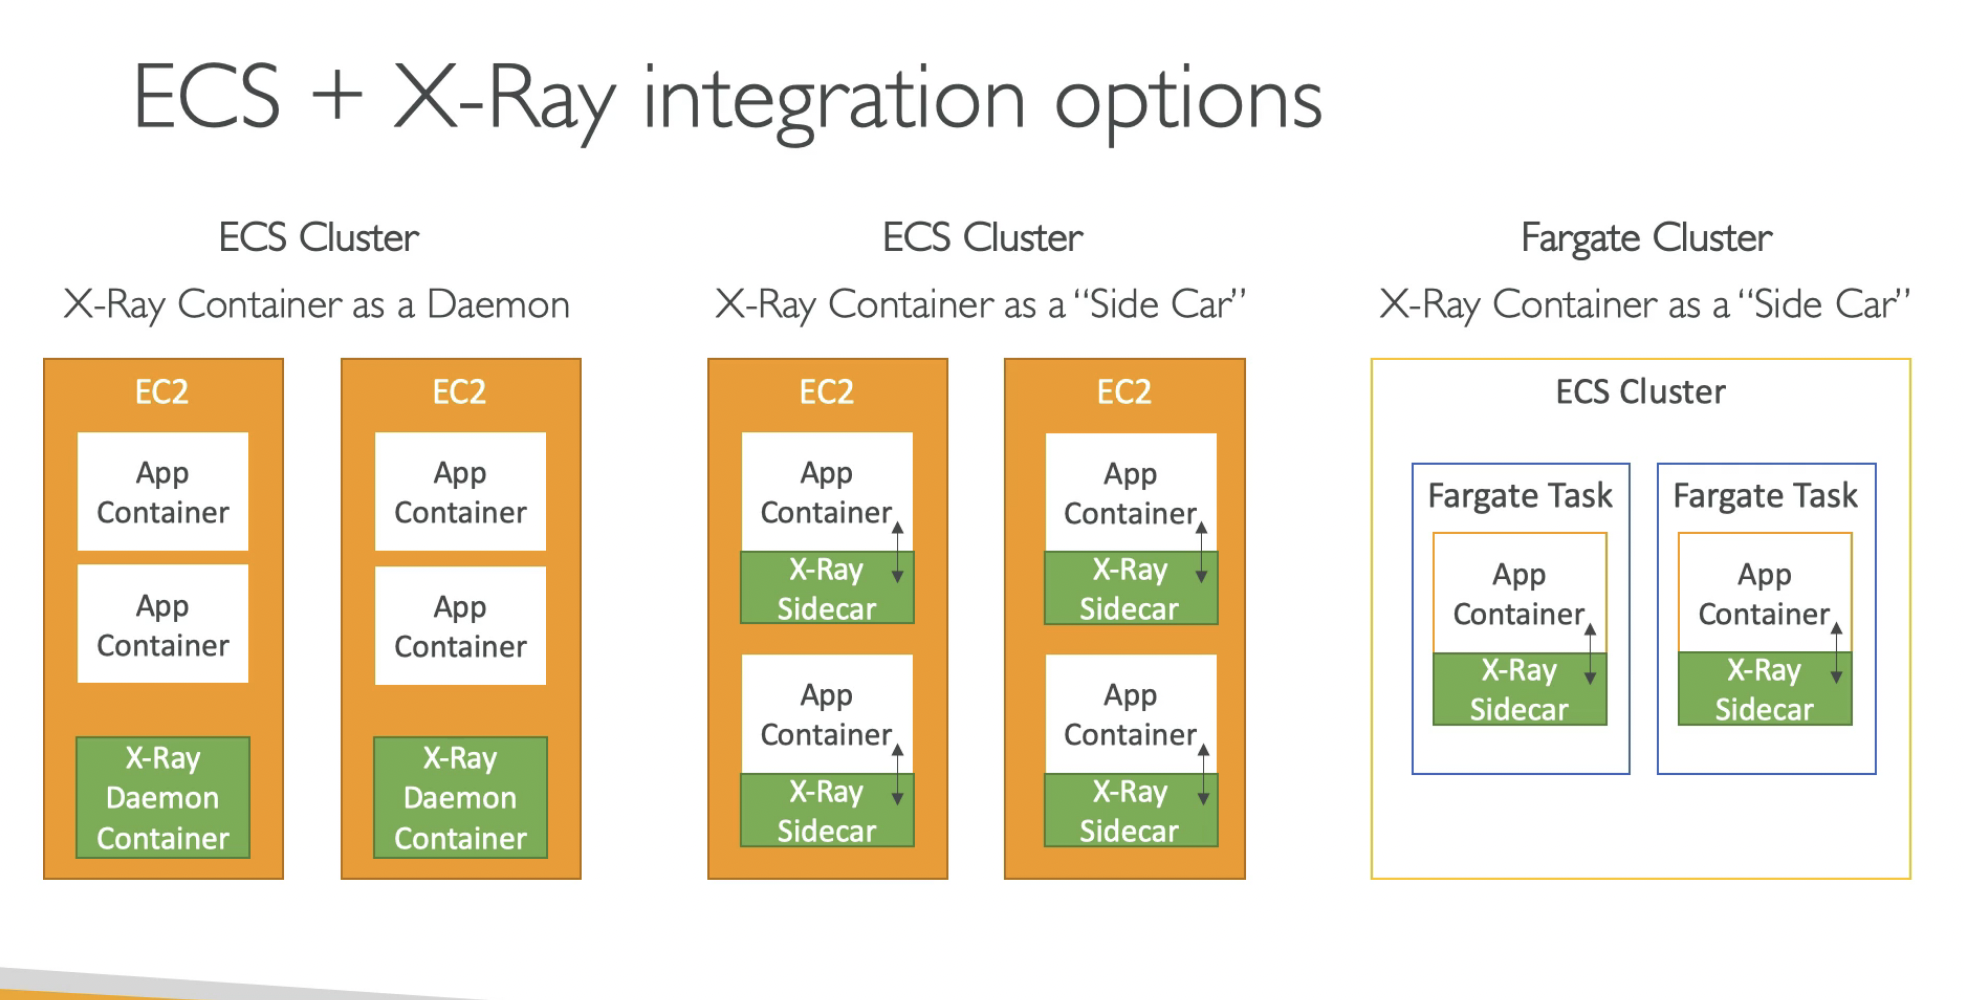 ECS + X-Ray integration options
ECS Cluster
X-Ray Container as a Daemon
EC2
App
Container
App
Container
X-Ray
Daemon
Container
EC2
App
Container
App
Container
X-Ray
Daemon
Container
ECS Cluster
X-Ray Container as a “Side Car”
EC2
App
Container
X-Ray
Sidecar
App
Container
X-Ray
Sidecar
EC2
App
Container
X-Ray
Sidecar
App
Container
X-Ray
Sidecar
Fargate Cluster
X-Ray Container as a “Side Car”
ECS Cluster
Fargate Task
App
Container
X-Ray
Sidecar
Fargate Task
App
Container
X-Ray
Sidecar